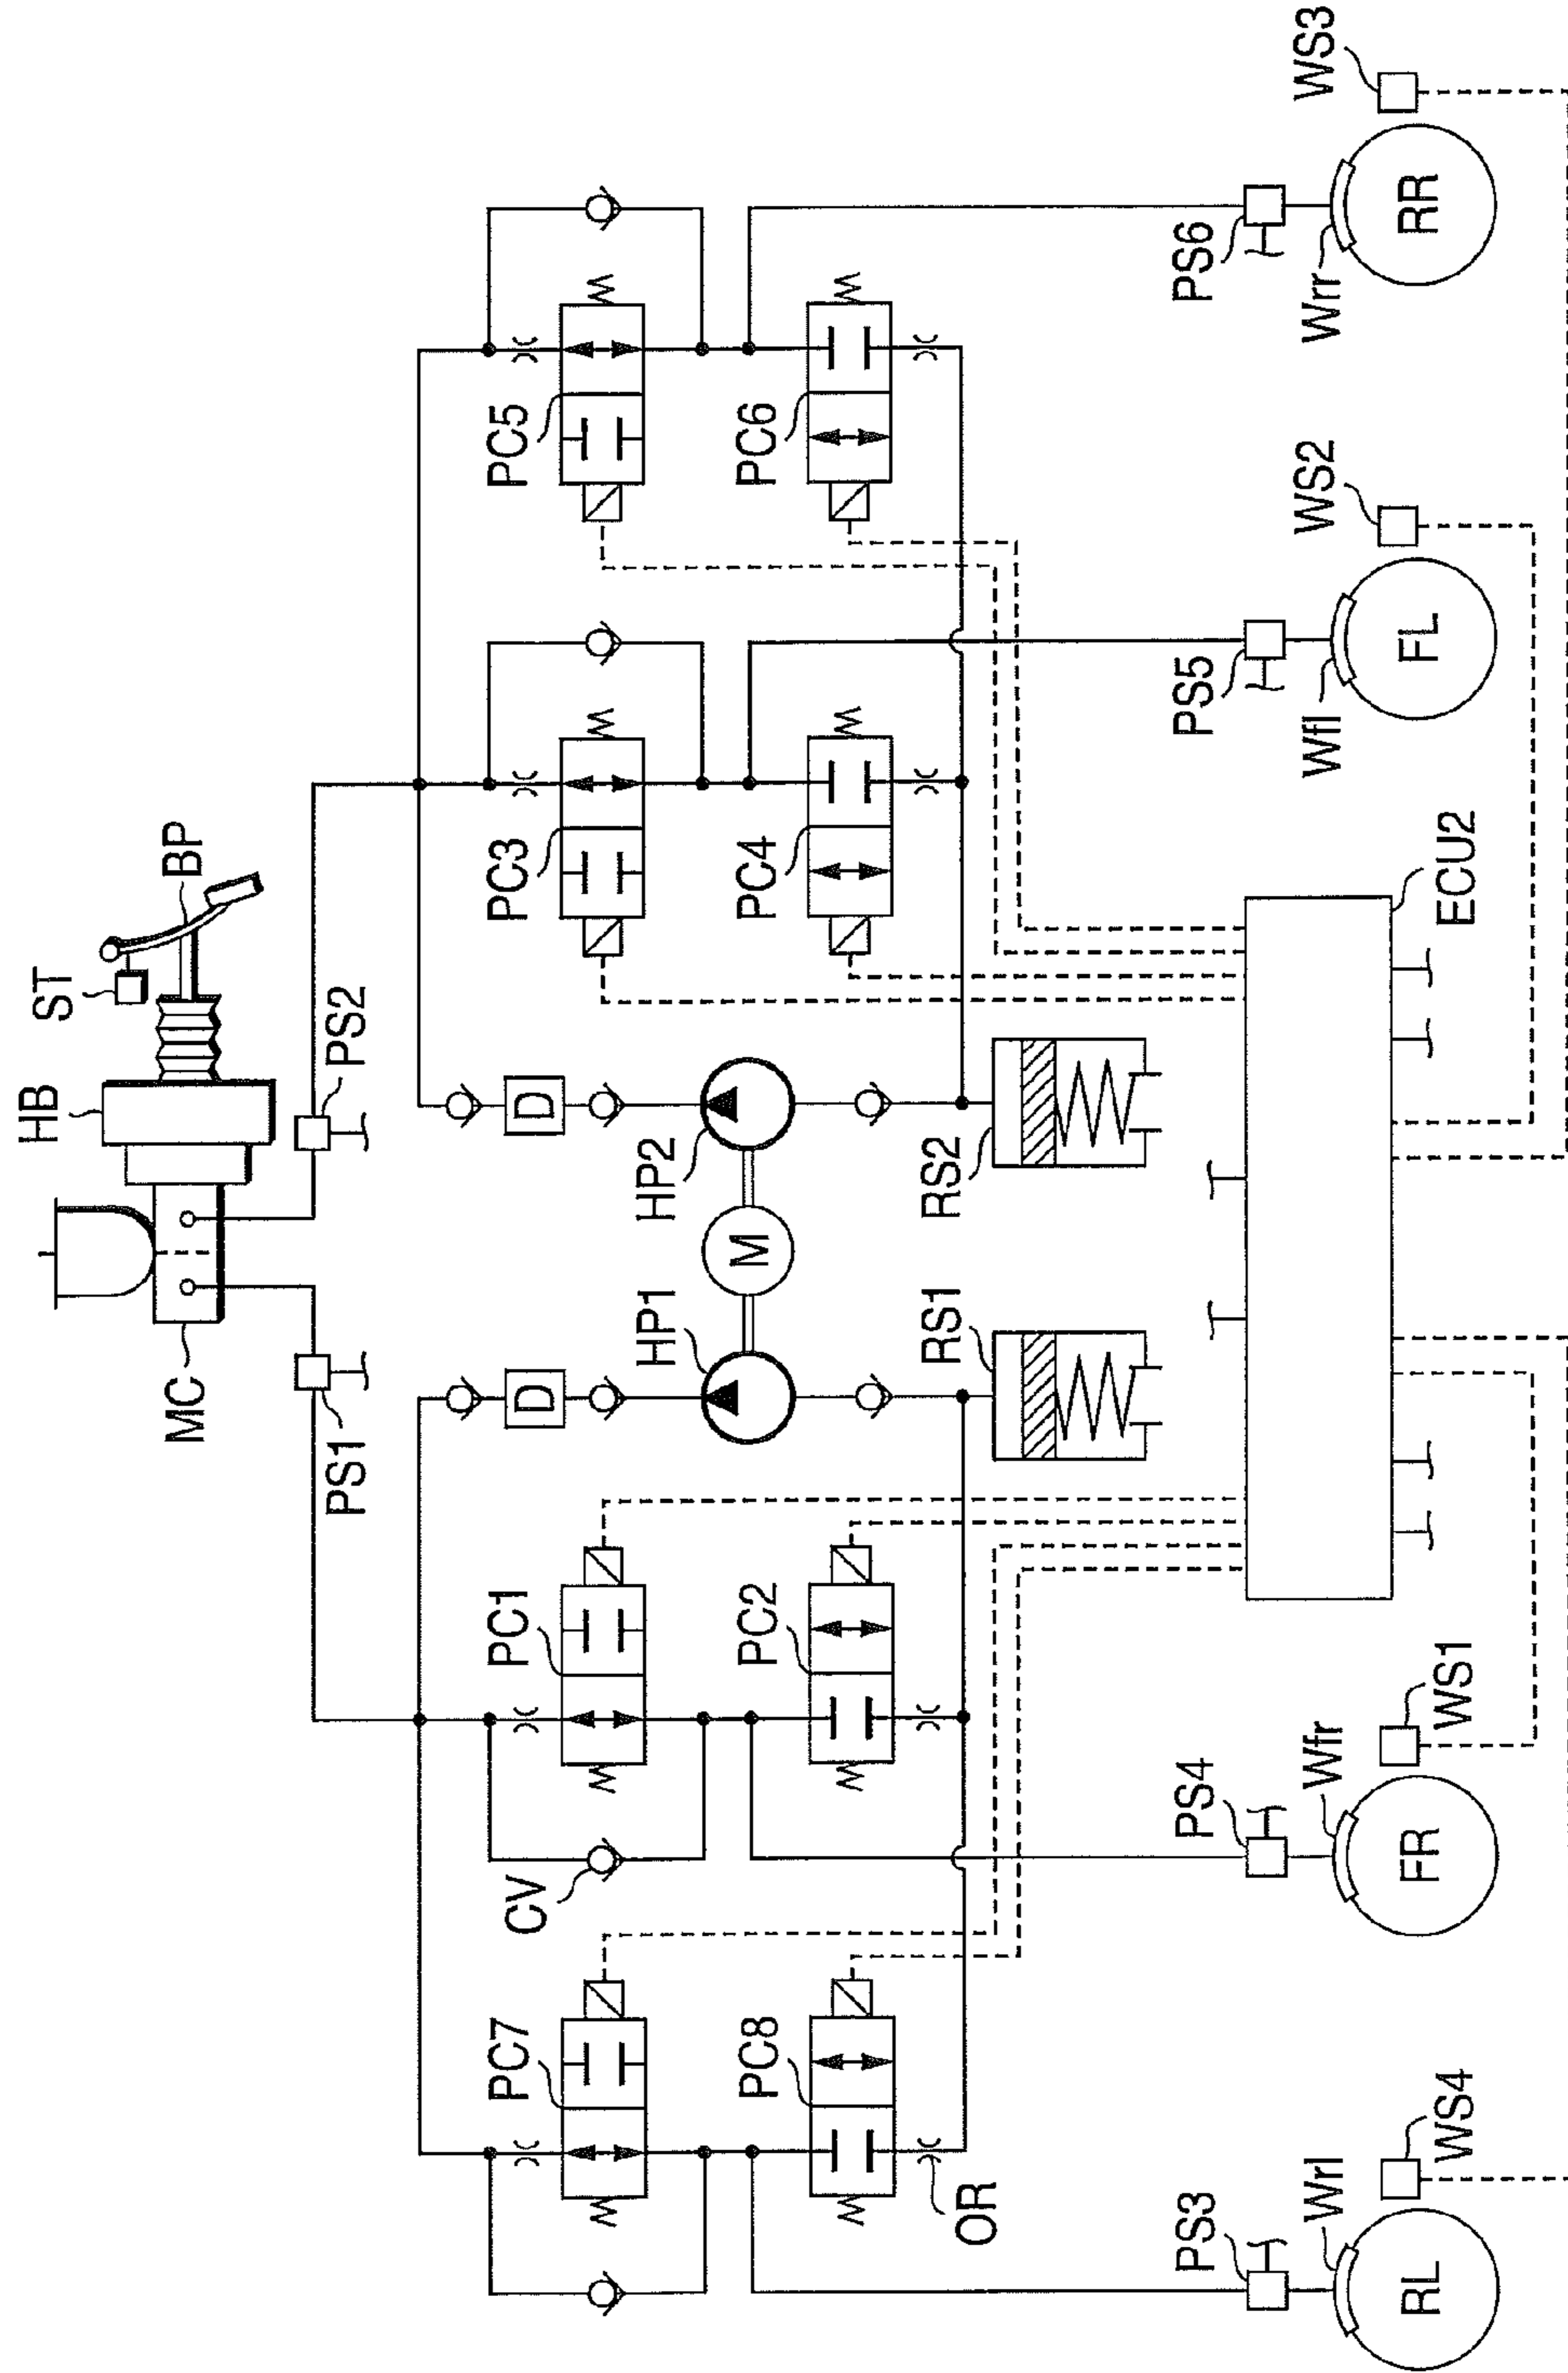 HB
ST
BP
MC
PS1
PS2
PC7
PC1
PC3
PC5
CV
D
D
HP1
M
HP2
PC8
PC2
PC4
PC6
OR
RS1
RS2
ECU2
PS3
PS4
PS5
PS6
Wrl
Wfr
Wfl
Wrr
RL
FR
FL
RR
WS4
WS1
WS2
WS3